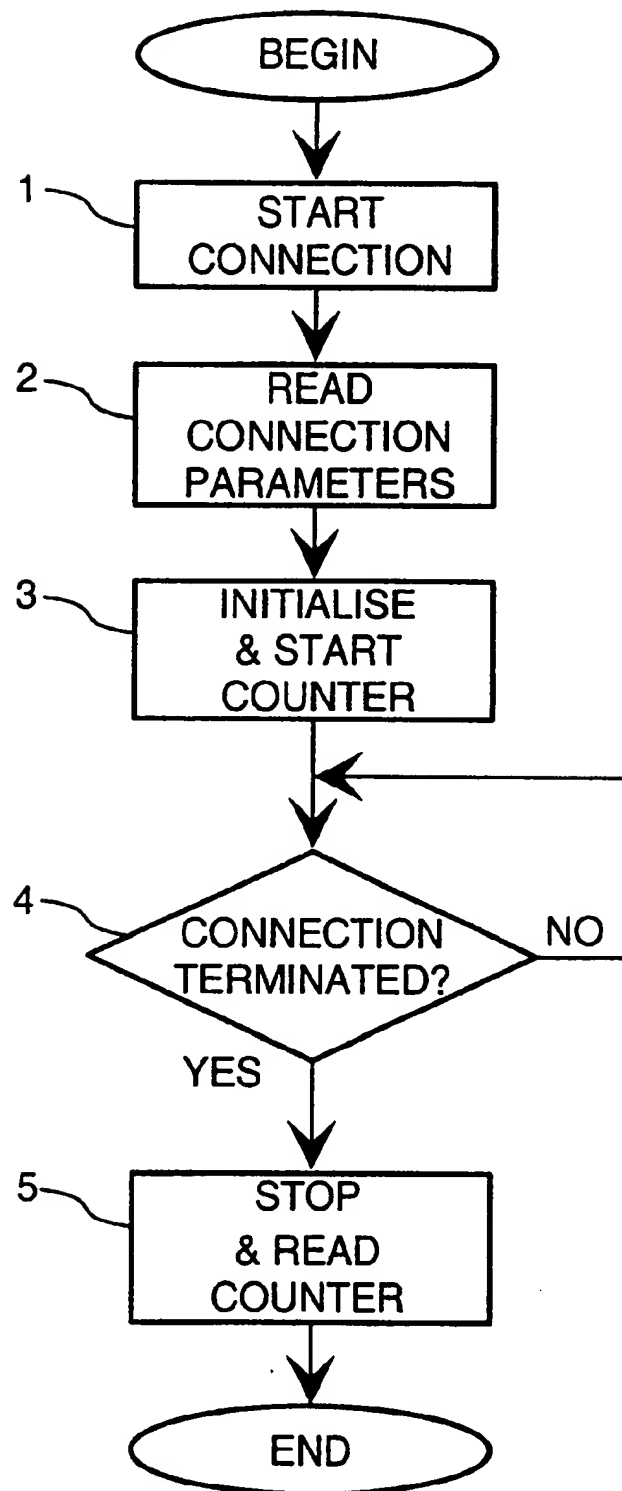 BEGIN
1
START
CONNECTION
2
READ
CONNECTION
PARAMETERS
3
INITIALISE
& START
COUNTER
4
CONNECTION
TERMINATED?
NO
YES
5
STOP
& READ
COUNTER
END